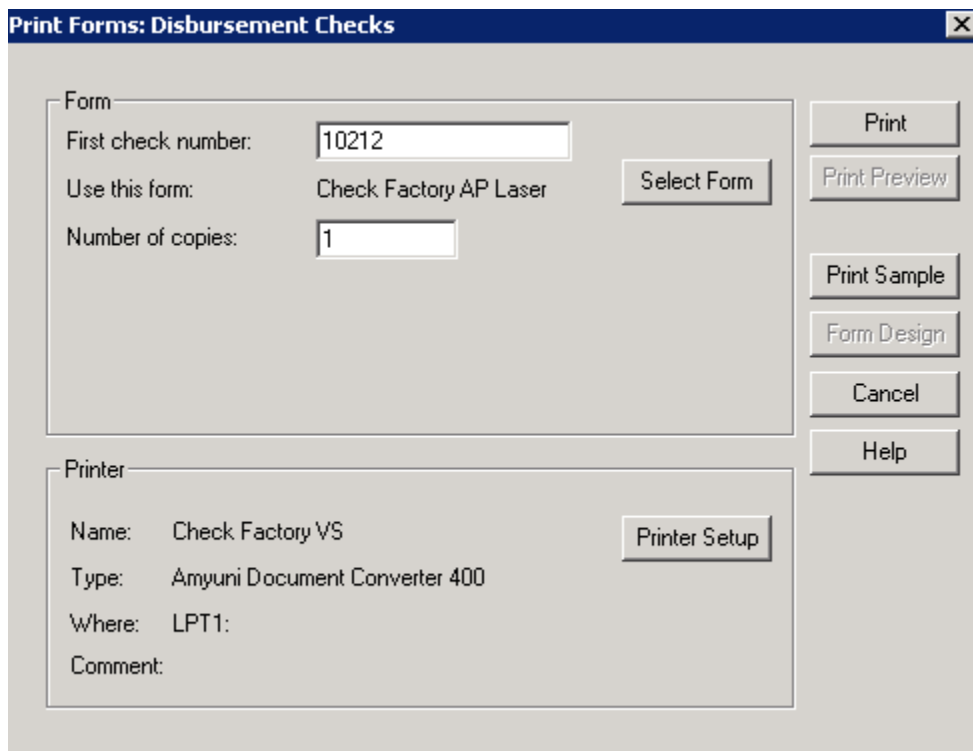 Print Forms: Disbursement Checks
Form
First check number: 10212
Use this form: Check Factory AP Laser
Number of copies: 1
Select Form
Print
Print Preview
Print Sample
Form Design
Cancel
Help
Printer
Name: Check Factory VS
Type: Amyuni Document Converter 400
Where: LPT1:
Comment:
Printer Setup